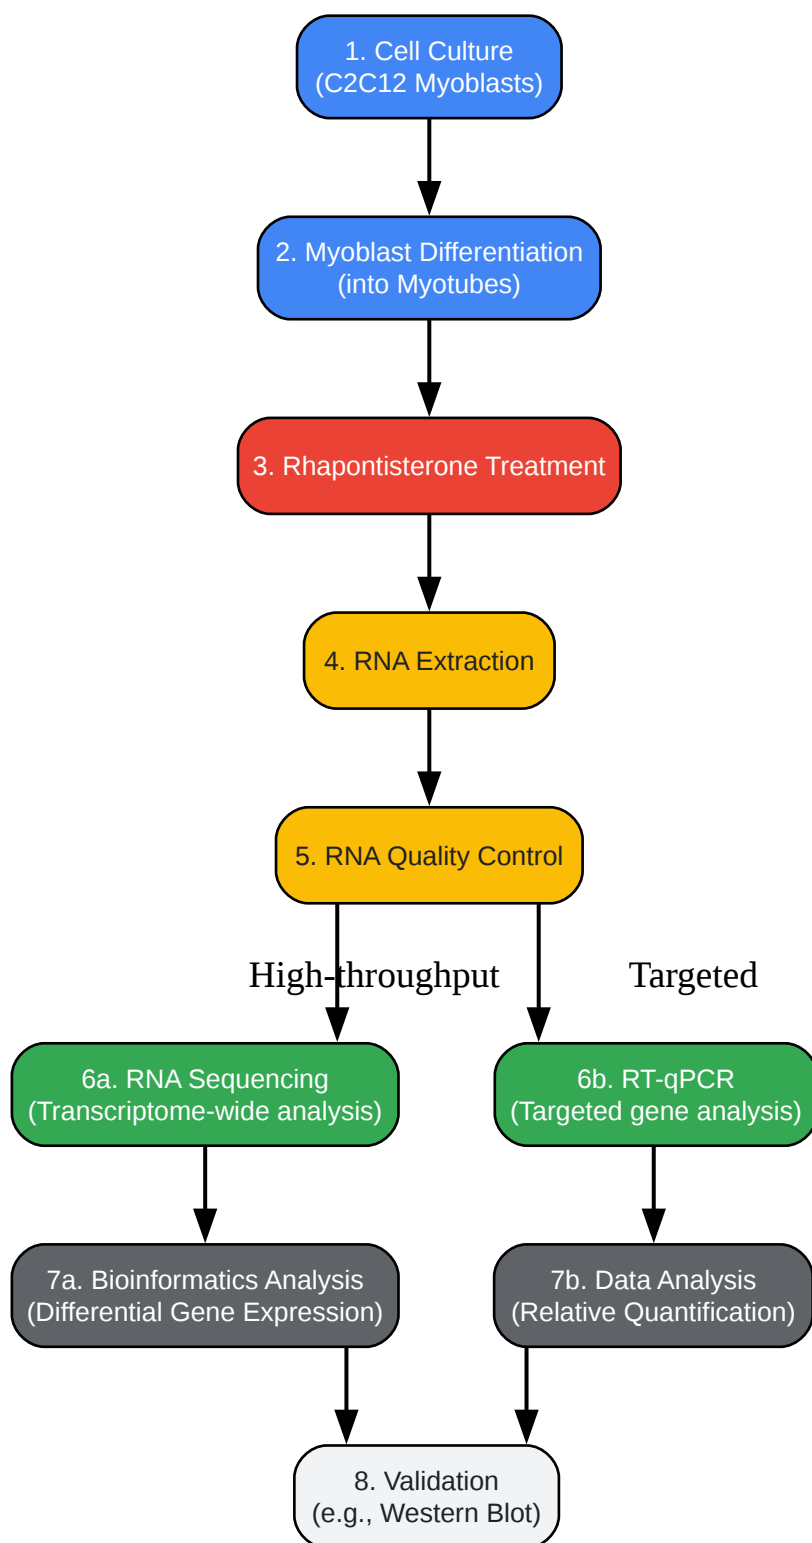 1. Cell Culture
(C2C12 Myoblasts)
2. Myoblast Differentiation
(into Myotubes)
3. Rhapontisterone Treatment
4. RNA Extraction
5. RNA Quality Control
High-throughput
Targeted
6a. RNA Sequencing
(Transcriptome-wide analysis)
6b. RT-qPCR
(Targeted gene analysis)
7a. Bioinformatics Analysis
(Differential Gene Expression)
7b. Data Analysis
(Relative Quantification)
8. Validation
(e.g., Western Blot)